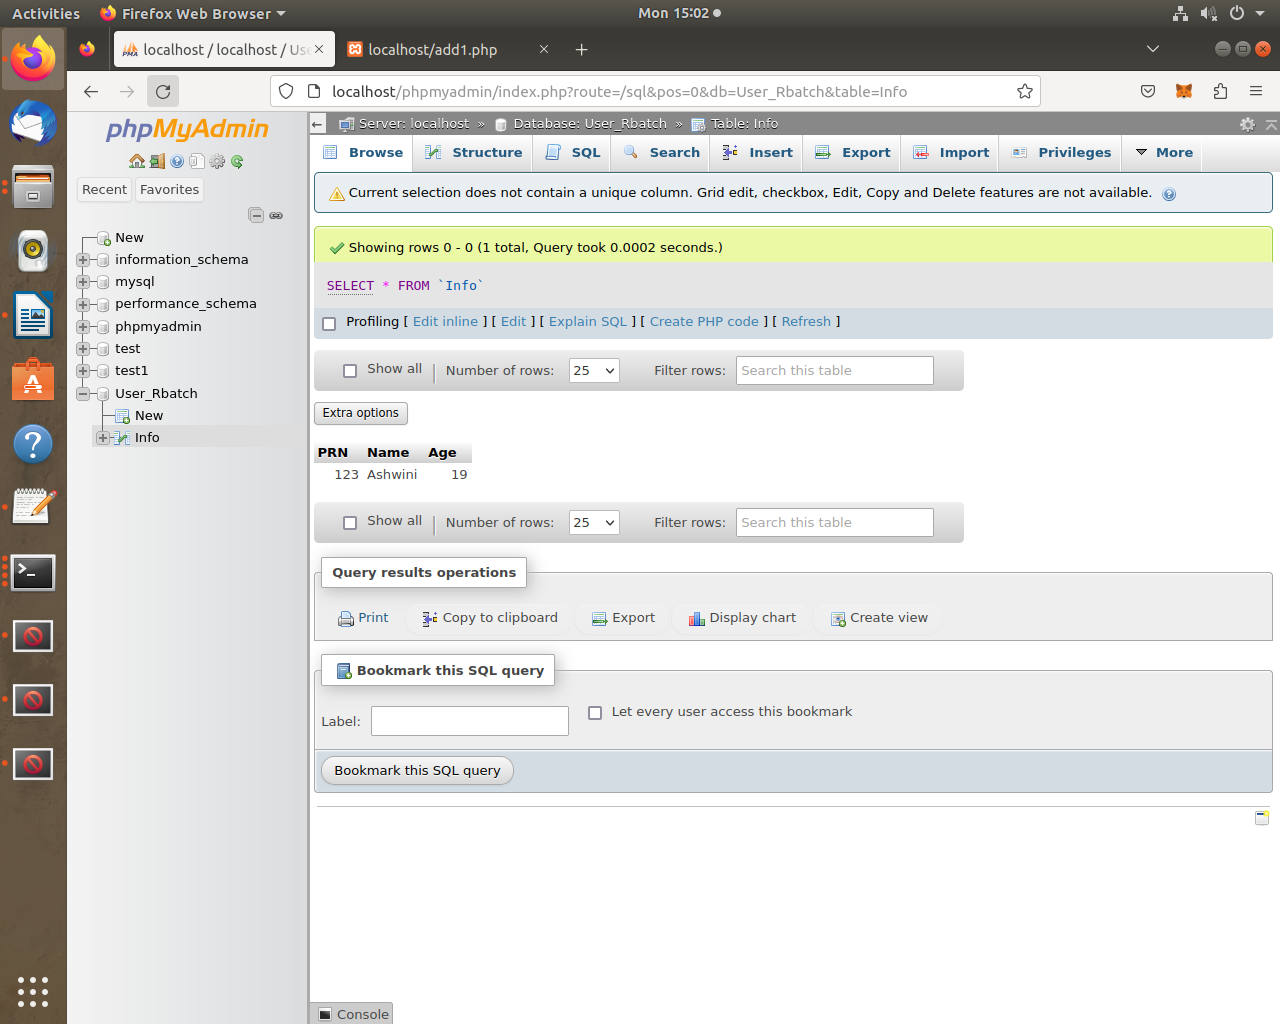 Activities Firefox Web Browser Mon 15:02
localhost / localhost / Use localhost/add1.php
localhost/phpmyadmin/index.php?route=/sql&pos=0&db=User_Rbatch&table=Info
phpMyAdmin
Recent Favorites
New
information_schema
mysql
performance_schema
phpmyadmin
test
test1
User_Rbatch
New
Info
Server: localhost » Database: User_Rbatch » Table: Info
Browse Structure SQL Search Insert Export Import Privileges More
Current selection does not contain a unique column. Grid edit, checkbox, Edit, Copy and Delete features are not available.
Showing rows 0 - 0 (1 total, Query took 0.0002 seconds.)
SELECT * FROM `Info`
Profiling [ Edit inline ] [ Edit ] [ Explain SQL ] [ Create PHP code ] [ Refresh ]
Show all Number of rows: 25 Filter rows: Search this table
Extra options
PRN Name Age
123 Ashwini 19
Show all Number of rows: 25 Filter rows: Search this table
Query results operations
Print Copy to clipboard Export Display chart Create view
Bookmark this SQL query
Label: Let every user access this bookmark
Bookmark this SQL query
Console